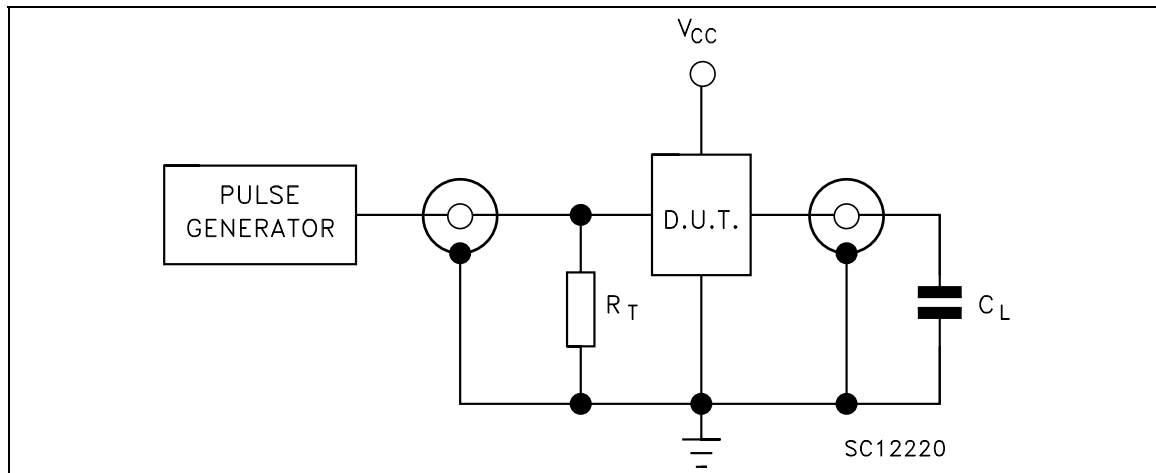 VCC
PULSE
GENERATOR
D.U.T.
RT
CL
SC12220